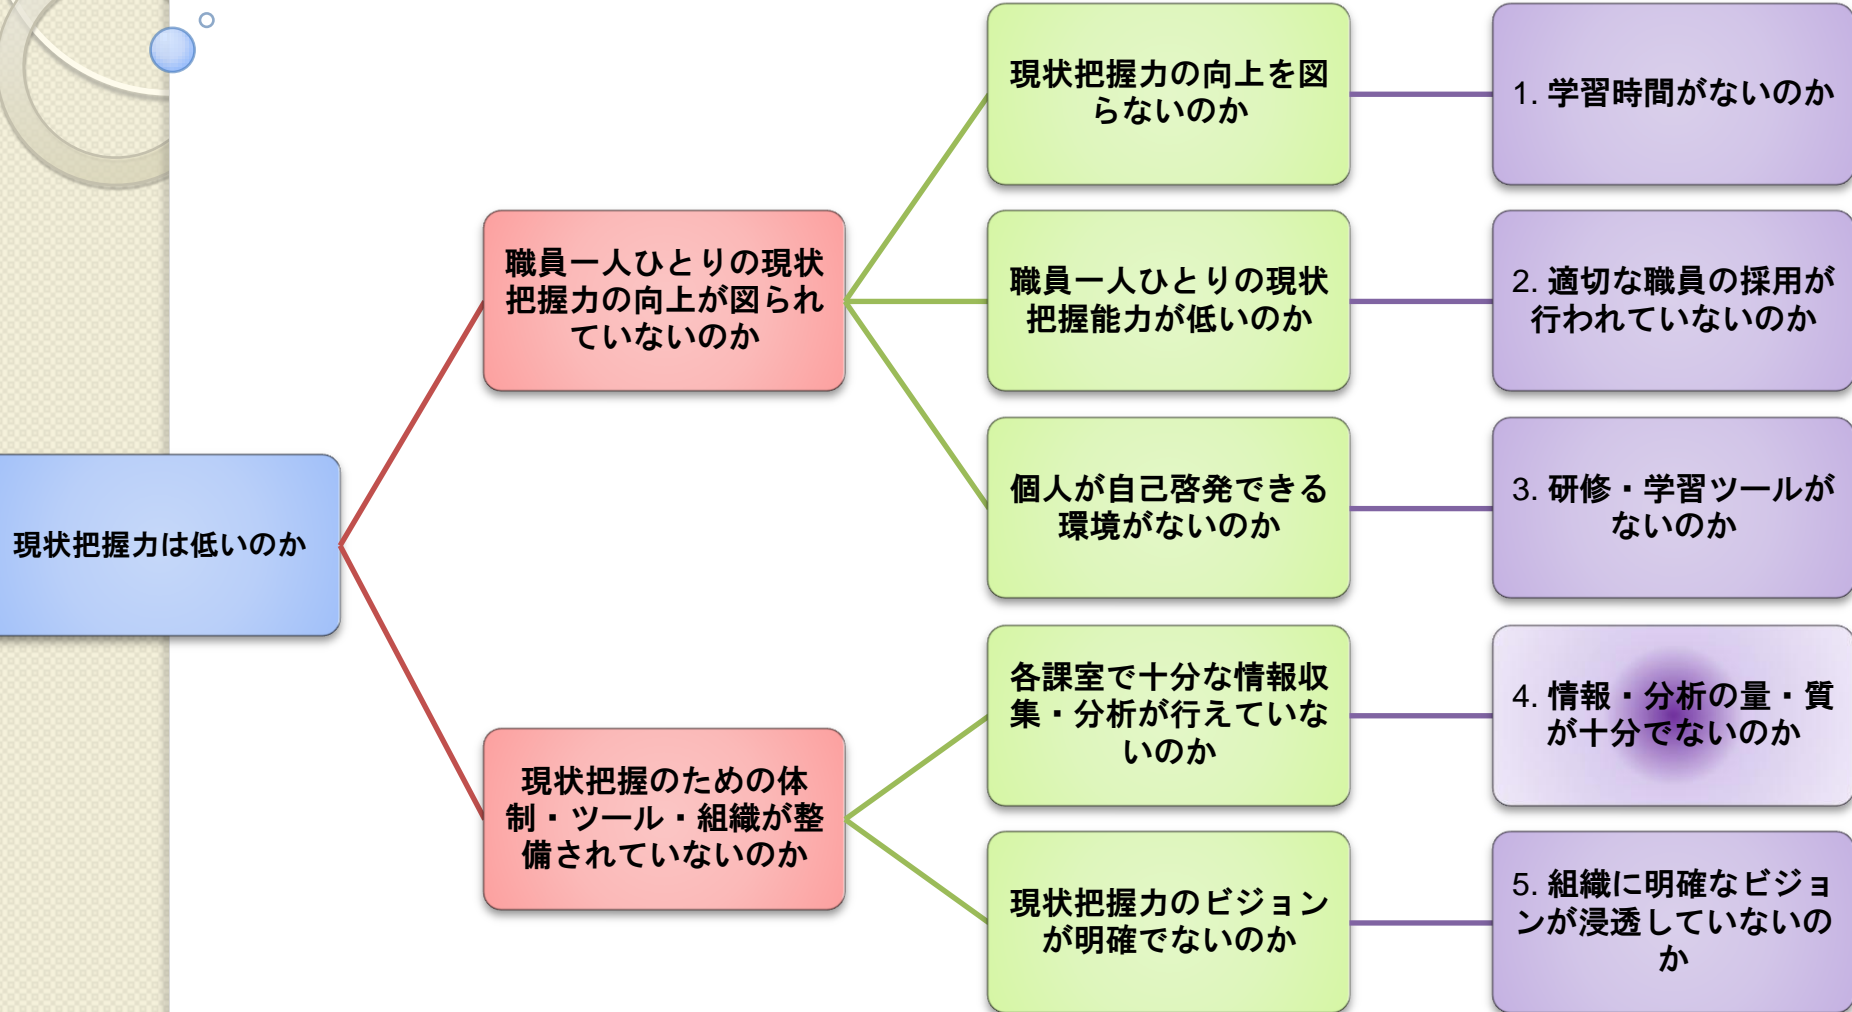 現状把握力の向上を図
らないのか
1. 学習時間がないのか
職員一人ひとりの現状
把握力の向上が図られ
ていないのか
職員一人ひとりの現状
把握能力が低いのか
2. 適切な職員の採用が
行われていないのか
個人が自己啓発できる
環境がないのか
3. 研修・学習ツールが
ないのか
現状把握力は低いのか
各課室で十分な情報収
集・分析が行えていな
いのか
4. 情報・分析の量・質
が十分でないのか
現状把握のための体
制・ツール・組織が整
備されていないのか
現状把握力のビジョン
が明確でないのか
5. 組織に明確なビジョ
ンが浸透していないの
か